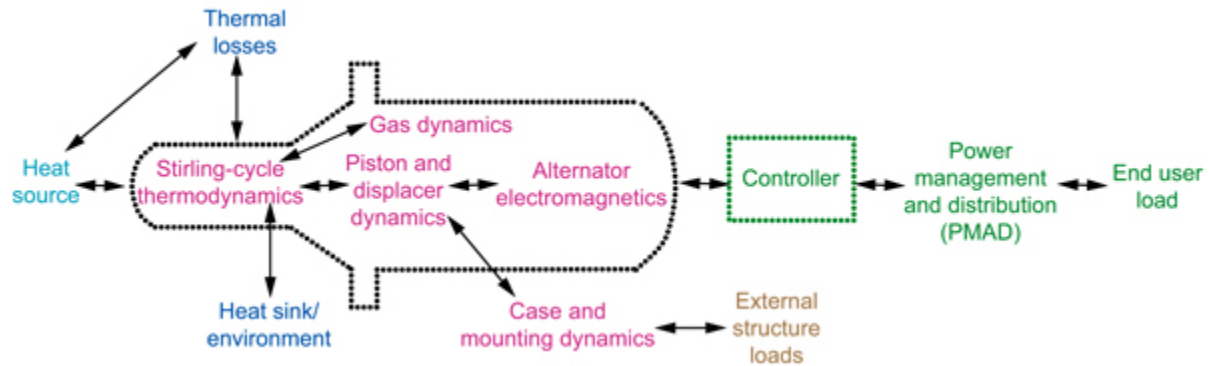 Thermal
losses
Gas dynamics
Heat
source
Stirling-cycle
thermodynamics
Piston and
displacer
dynamics
Alternator
electromagnetics
Controller
Power
management
and distribution
(PMAD)
End user
load
Heat sink/
environment
Case and
mounting dynamics
External
structure
loads